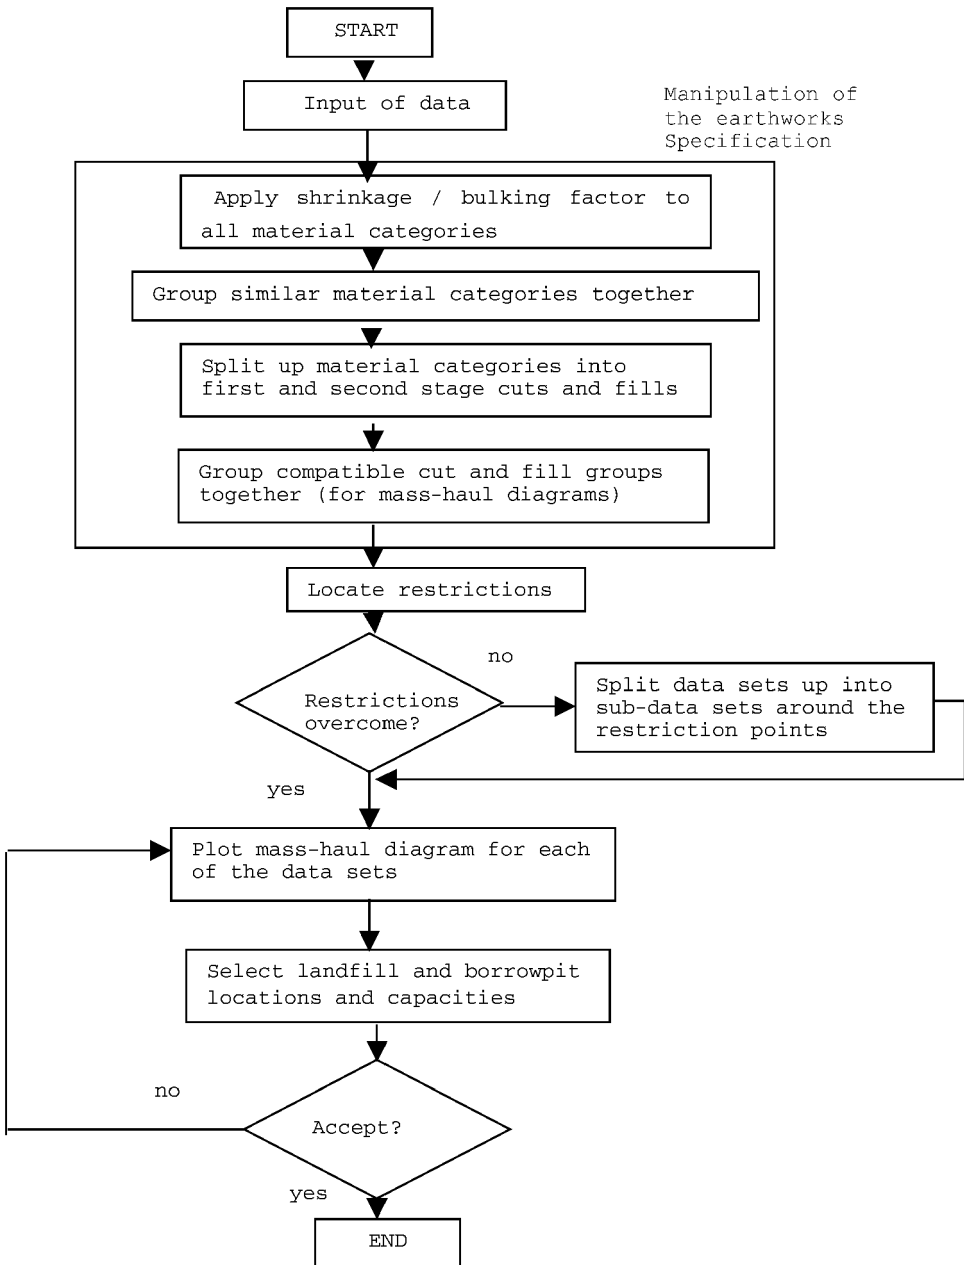 START
Input of data
Manipulation of
the earthworks
Specification
Apply shrinkage / bulking factor to
all material categories
Group similar material categories together
Split up material categories into
first and second stage cuts and fills
Group compatible cut and fill groups
together (for mass-haul diagrams)
Locate restrictions
Restrictions
overcome?
no
Split data sets up into
sub-data sets around the
restriction points
yes
Plot mass-haul diagram for each
of the data sets
Select landfill and borrowpit
locations and capacities
no
Accept?
yes
END